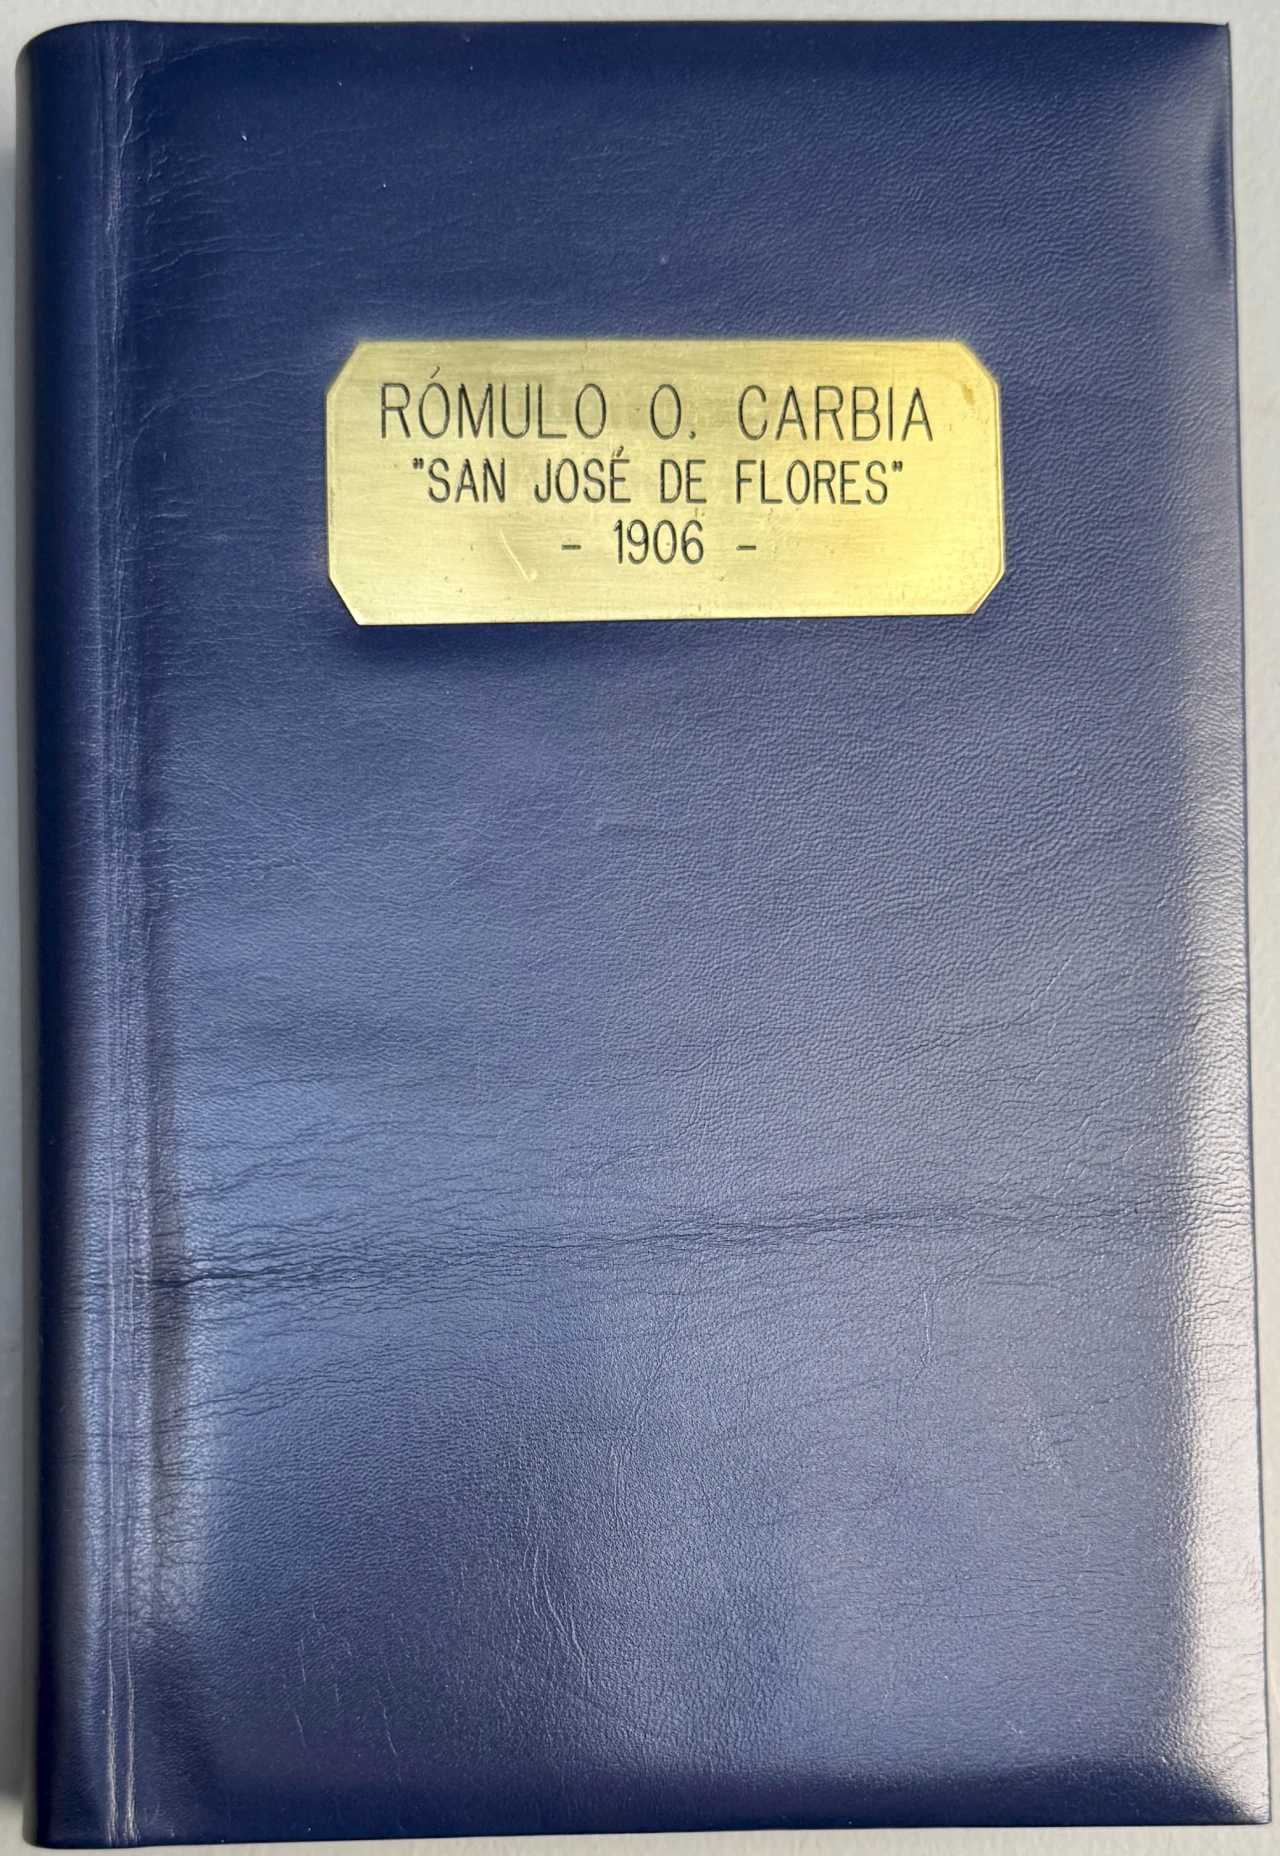 RÓMULO O. CARBIA
"SAN JOSÉ DE FLORES"
- 1906 -